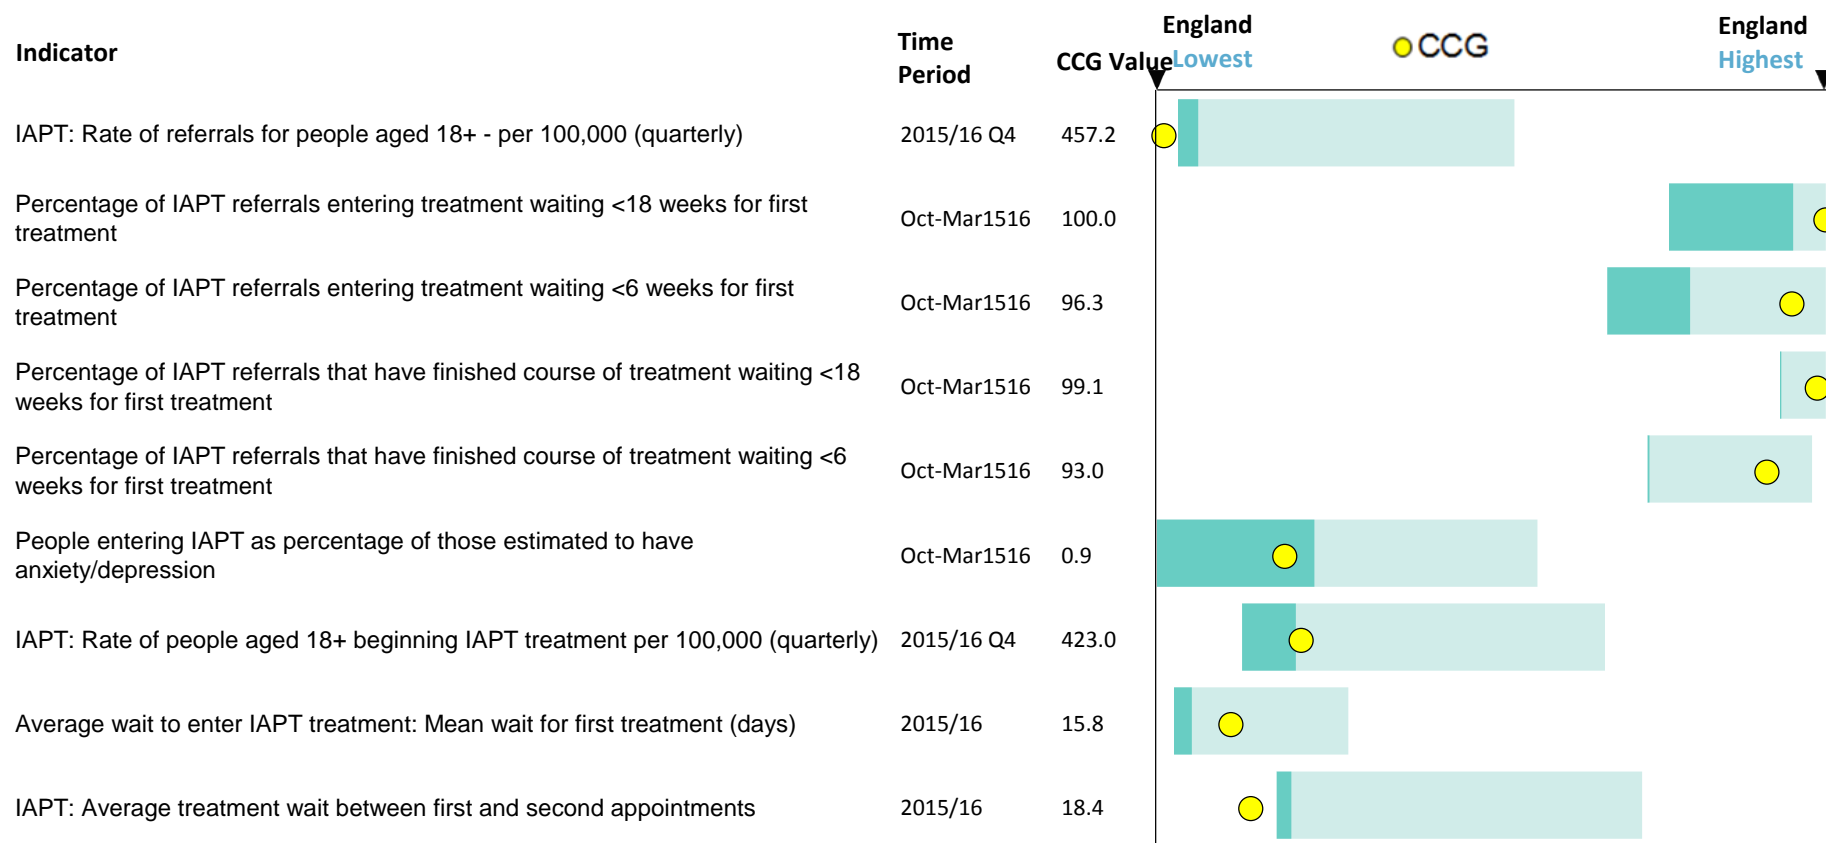 Indicator
Time
Period
CCG Value
England
Lowest
CCG
England
Highest
IAPT: Rate of referrals for people aged 18+ - per 100,000 (quarterly) 2015/16 Q4 457.2
Percentage of IAPT referrals entering treatment waiting <18 weeks for first
treatment
Oct-Mar1516 100.0
Percentage of IAPT referrals entering treatment waiting <6 weeks for first
treatment
Oct-Mar1516 96.3
Percentage of IAPT referrals that have finished course of treatment waiting <18
weeks for first treatment
Oct-Mar1516 99.1
Percentage of IAPT referrals that have finished course of treatment waiting <6
weeks for first treatment
Oct-Mar1516 93.0
People entering IAPT as percentage of those estimated to have
anxiety/depression
Oct-Mar1516 0.9
IAPT: Rate of people aged 18+ beginning IAPT treatment per 100,000 (quarterly) 2015/16 Q4 423.0
Average wait to enter IAPT treatment: Mean wait for first treatment (days) 2015/16 15.8
IAPT: Average treatment wait between first and second appointments 2015/16 18.4